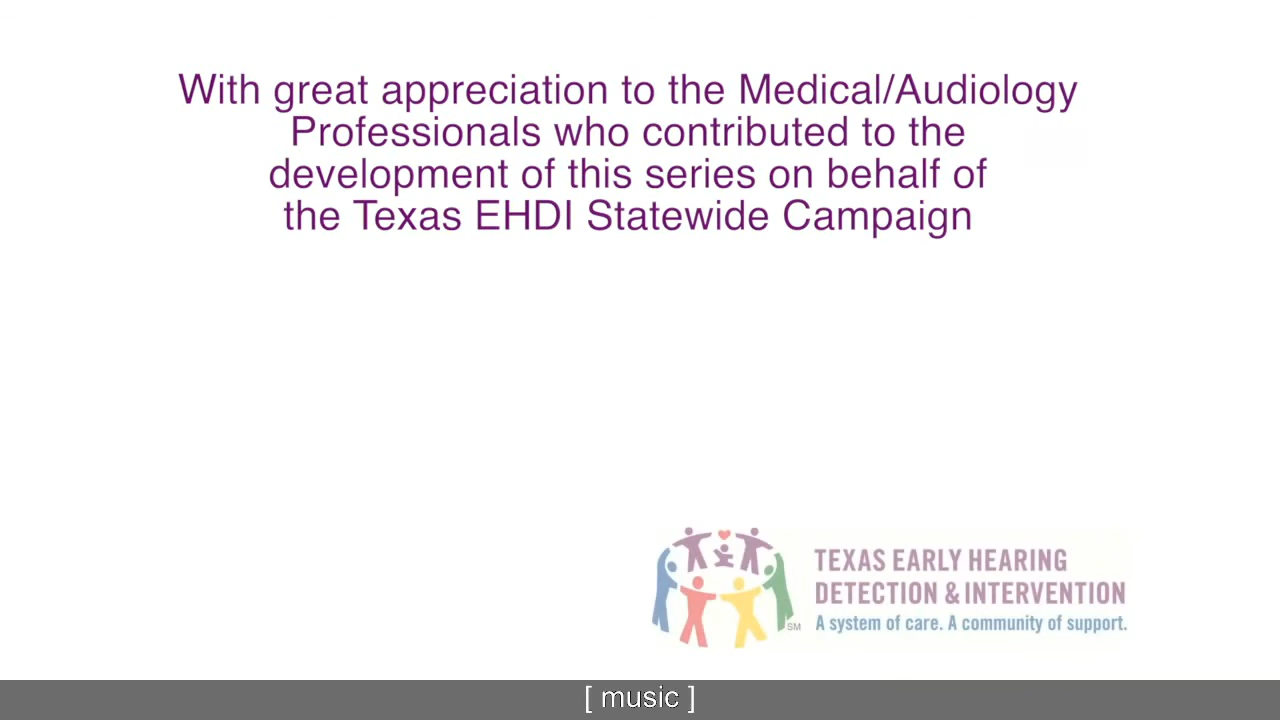 With great appreciation to the Medical/Audiology
Professionals who contributed to the
development of this series on behalf of
the Texas EHDI Statewide Campaign
TEXAS EARLY HEARING
DETECTION & INTERVENTION
SM
A system of care. A community of support.
[ music ]